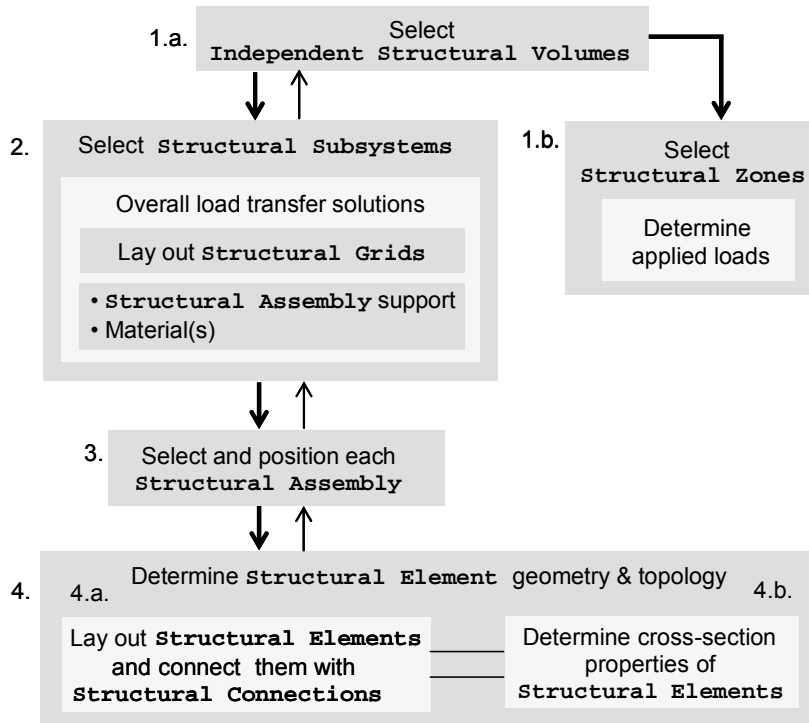 1.a.
Select
Independent Structural Volumes
2.
Select Structural Subsystems
Overall load transfer solutions
Lay out Structural Grids
• Structural Assembly support
• Material(s)
1.b.
Select
Structural Zones
Determine
applied loads
3.
Select and position each
Structural Assembly
4.
Determine Structural Element geometry & topology
4.a.
Lay out Structural Elements
and connect them with
Structural Connections
4.b.
Determine cross-section
properties of
Structural Elements